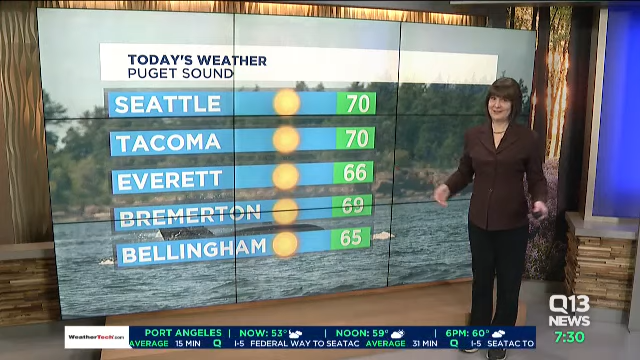 TODAY'S WEATHER
PUGET SOUND
SEATTLE 70
TACOMA 70
EVERETT 66
BREMERTON 69
BELLINGHAM 65
Q13
NEWS
7:30
WeatherTech.com
PORT ANGELES NOW: 53° NOON: 59° 6PM: 60°
AVERAGE 15 MIN Q I-5 FEDERAL WAY TO SEATAC AVERAGE 31 MIN Q I-5 SEATAC TO